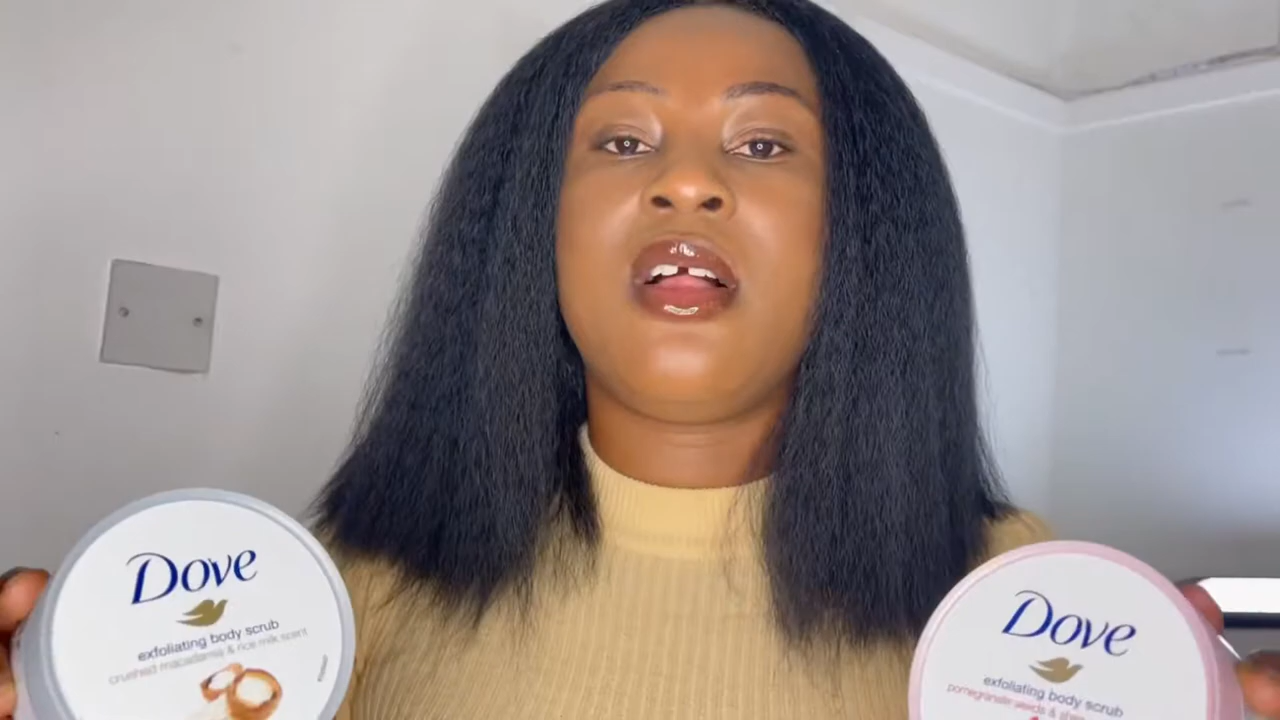 Dove
exfoliating body scrub
crushed macadamia & rice milk scent
Dove
exfoliating body scrub
pomegranate seeds & shea